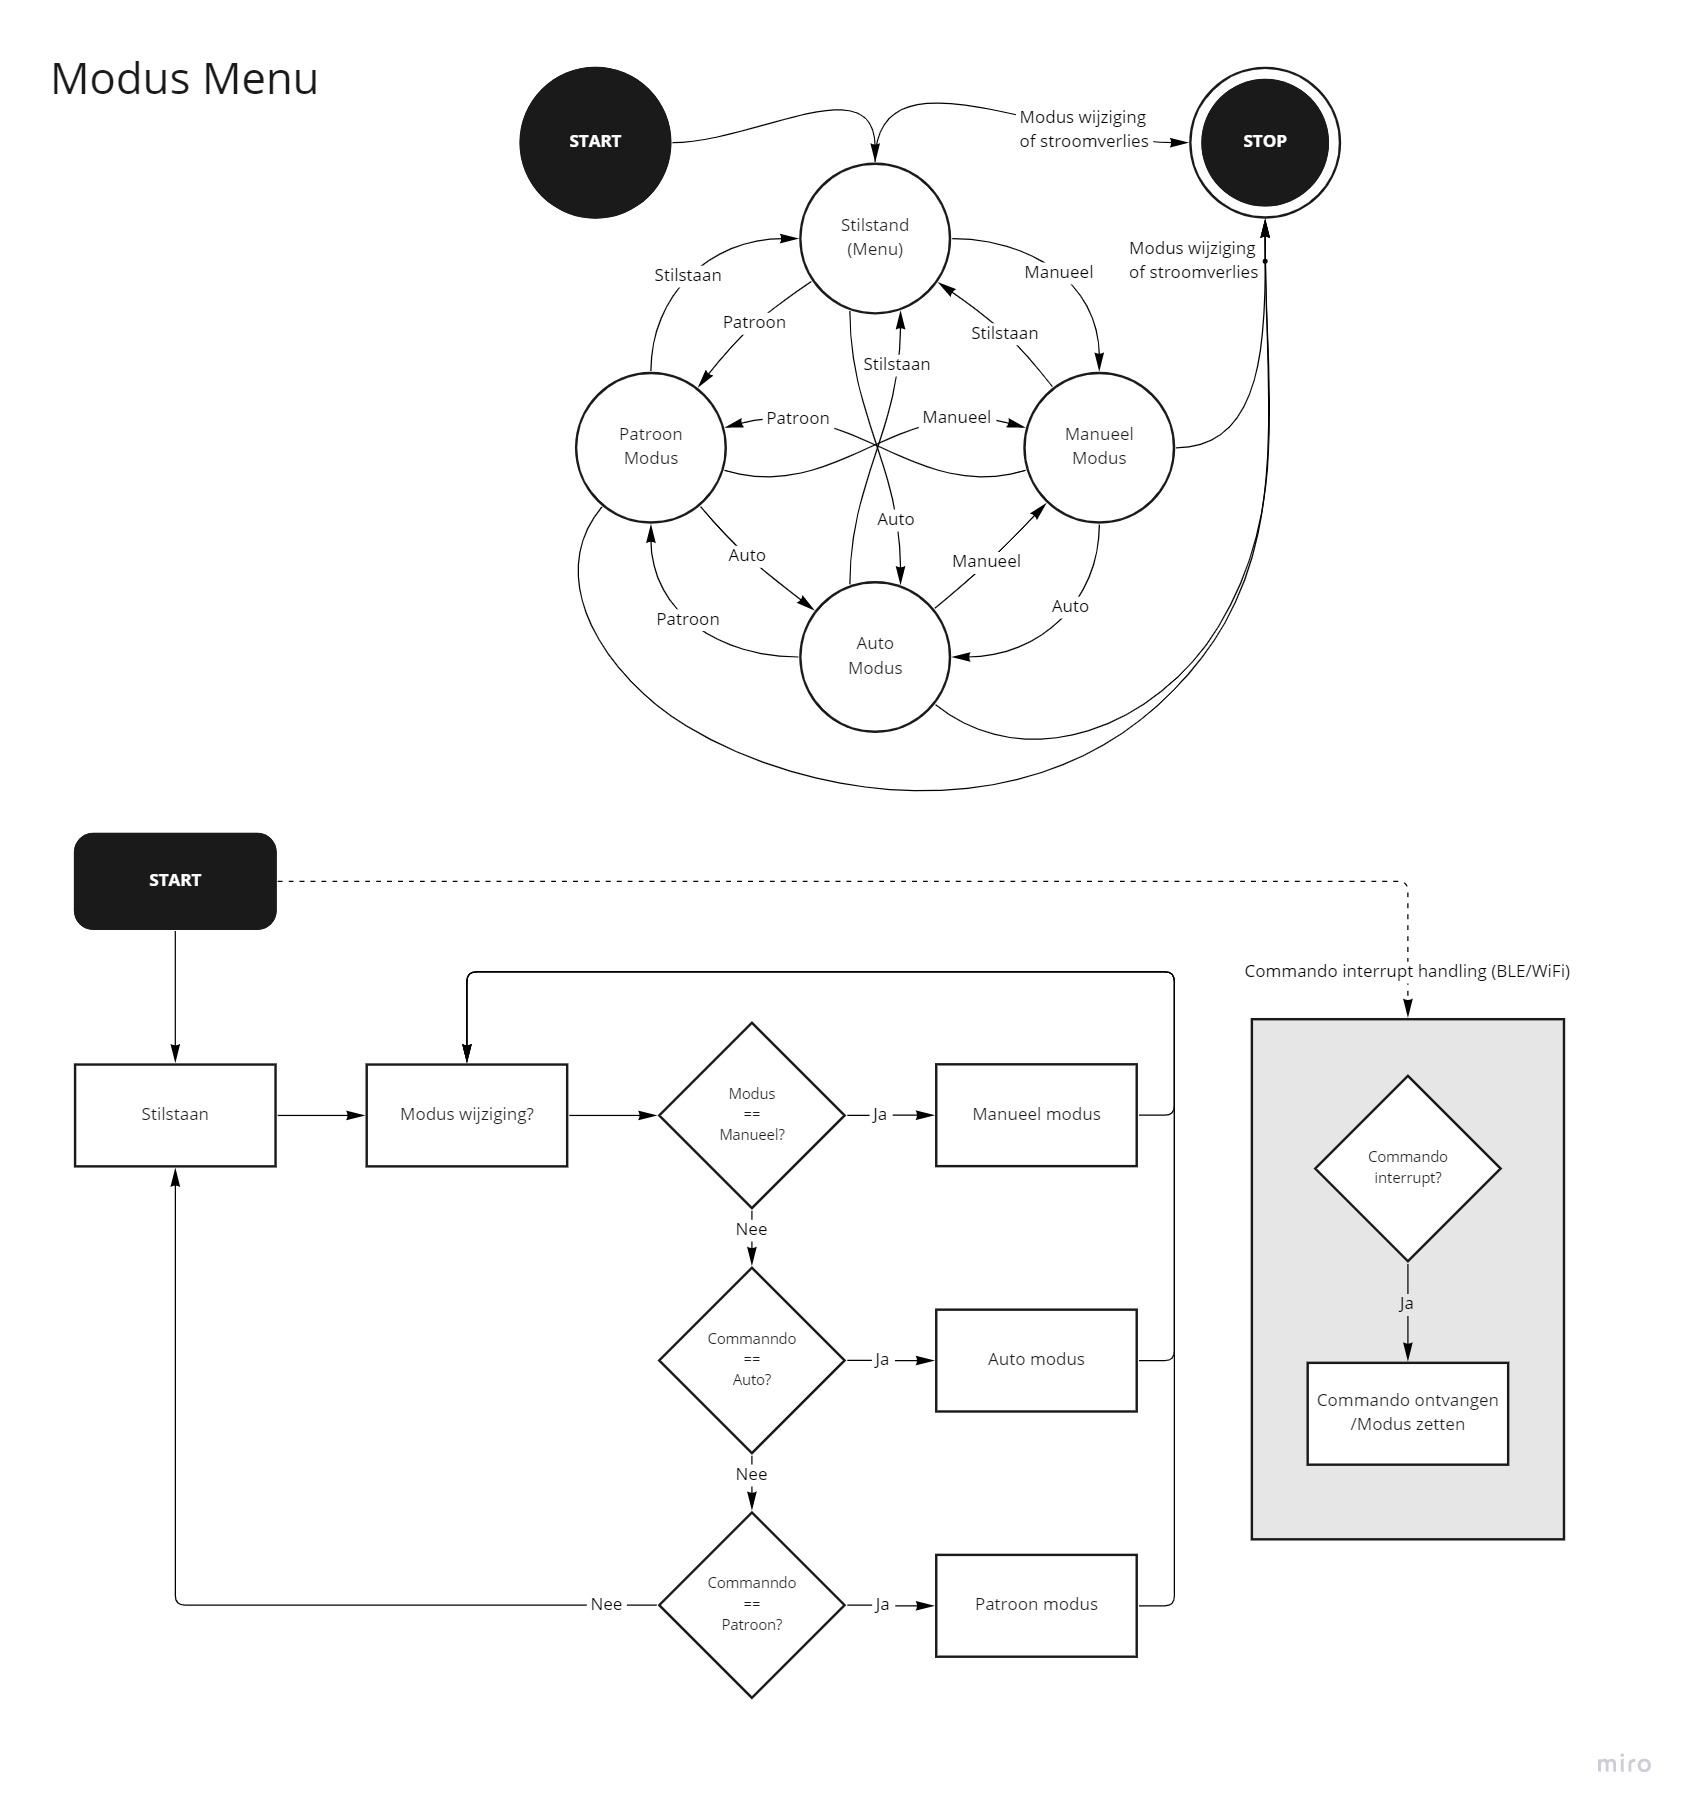 Modus Menu
START
Modus wijziging
of stroomverlies
STOP
Stilstand
(Menu)
Modus wijziging
of stroomverlies
Stilstaan
Manueel
Patroon
Stilstaan
Stilstaan
Patroon
Manueel
Patroon
Modus
Manueel
Modus
Auto
Auto
Manueel
Auto
Patroon
Auto
Modus
START
Commando interrupt handling (BLE/WiFi)
Stilstaan
Modus wijziging?
Modus
==
Manueel?
Ja
Manueel modus
Commando
interrupt?
Nee
Ja
Commanndo
==
Auto?
Ja
Auto modus
Commando ontvangen
/Modus zetten
Nee
Commanndo
==
Patroon?
Nee
Ja
Patroon modus
miro